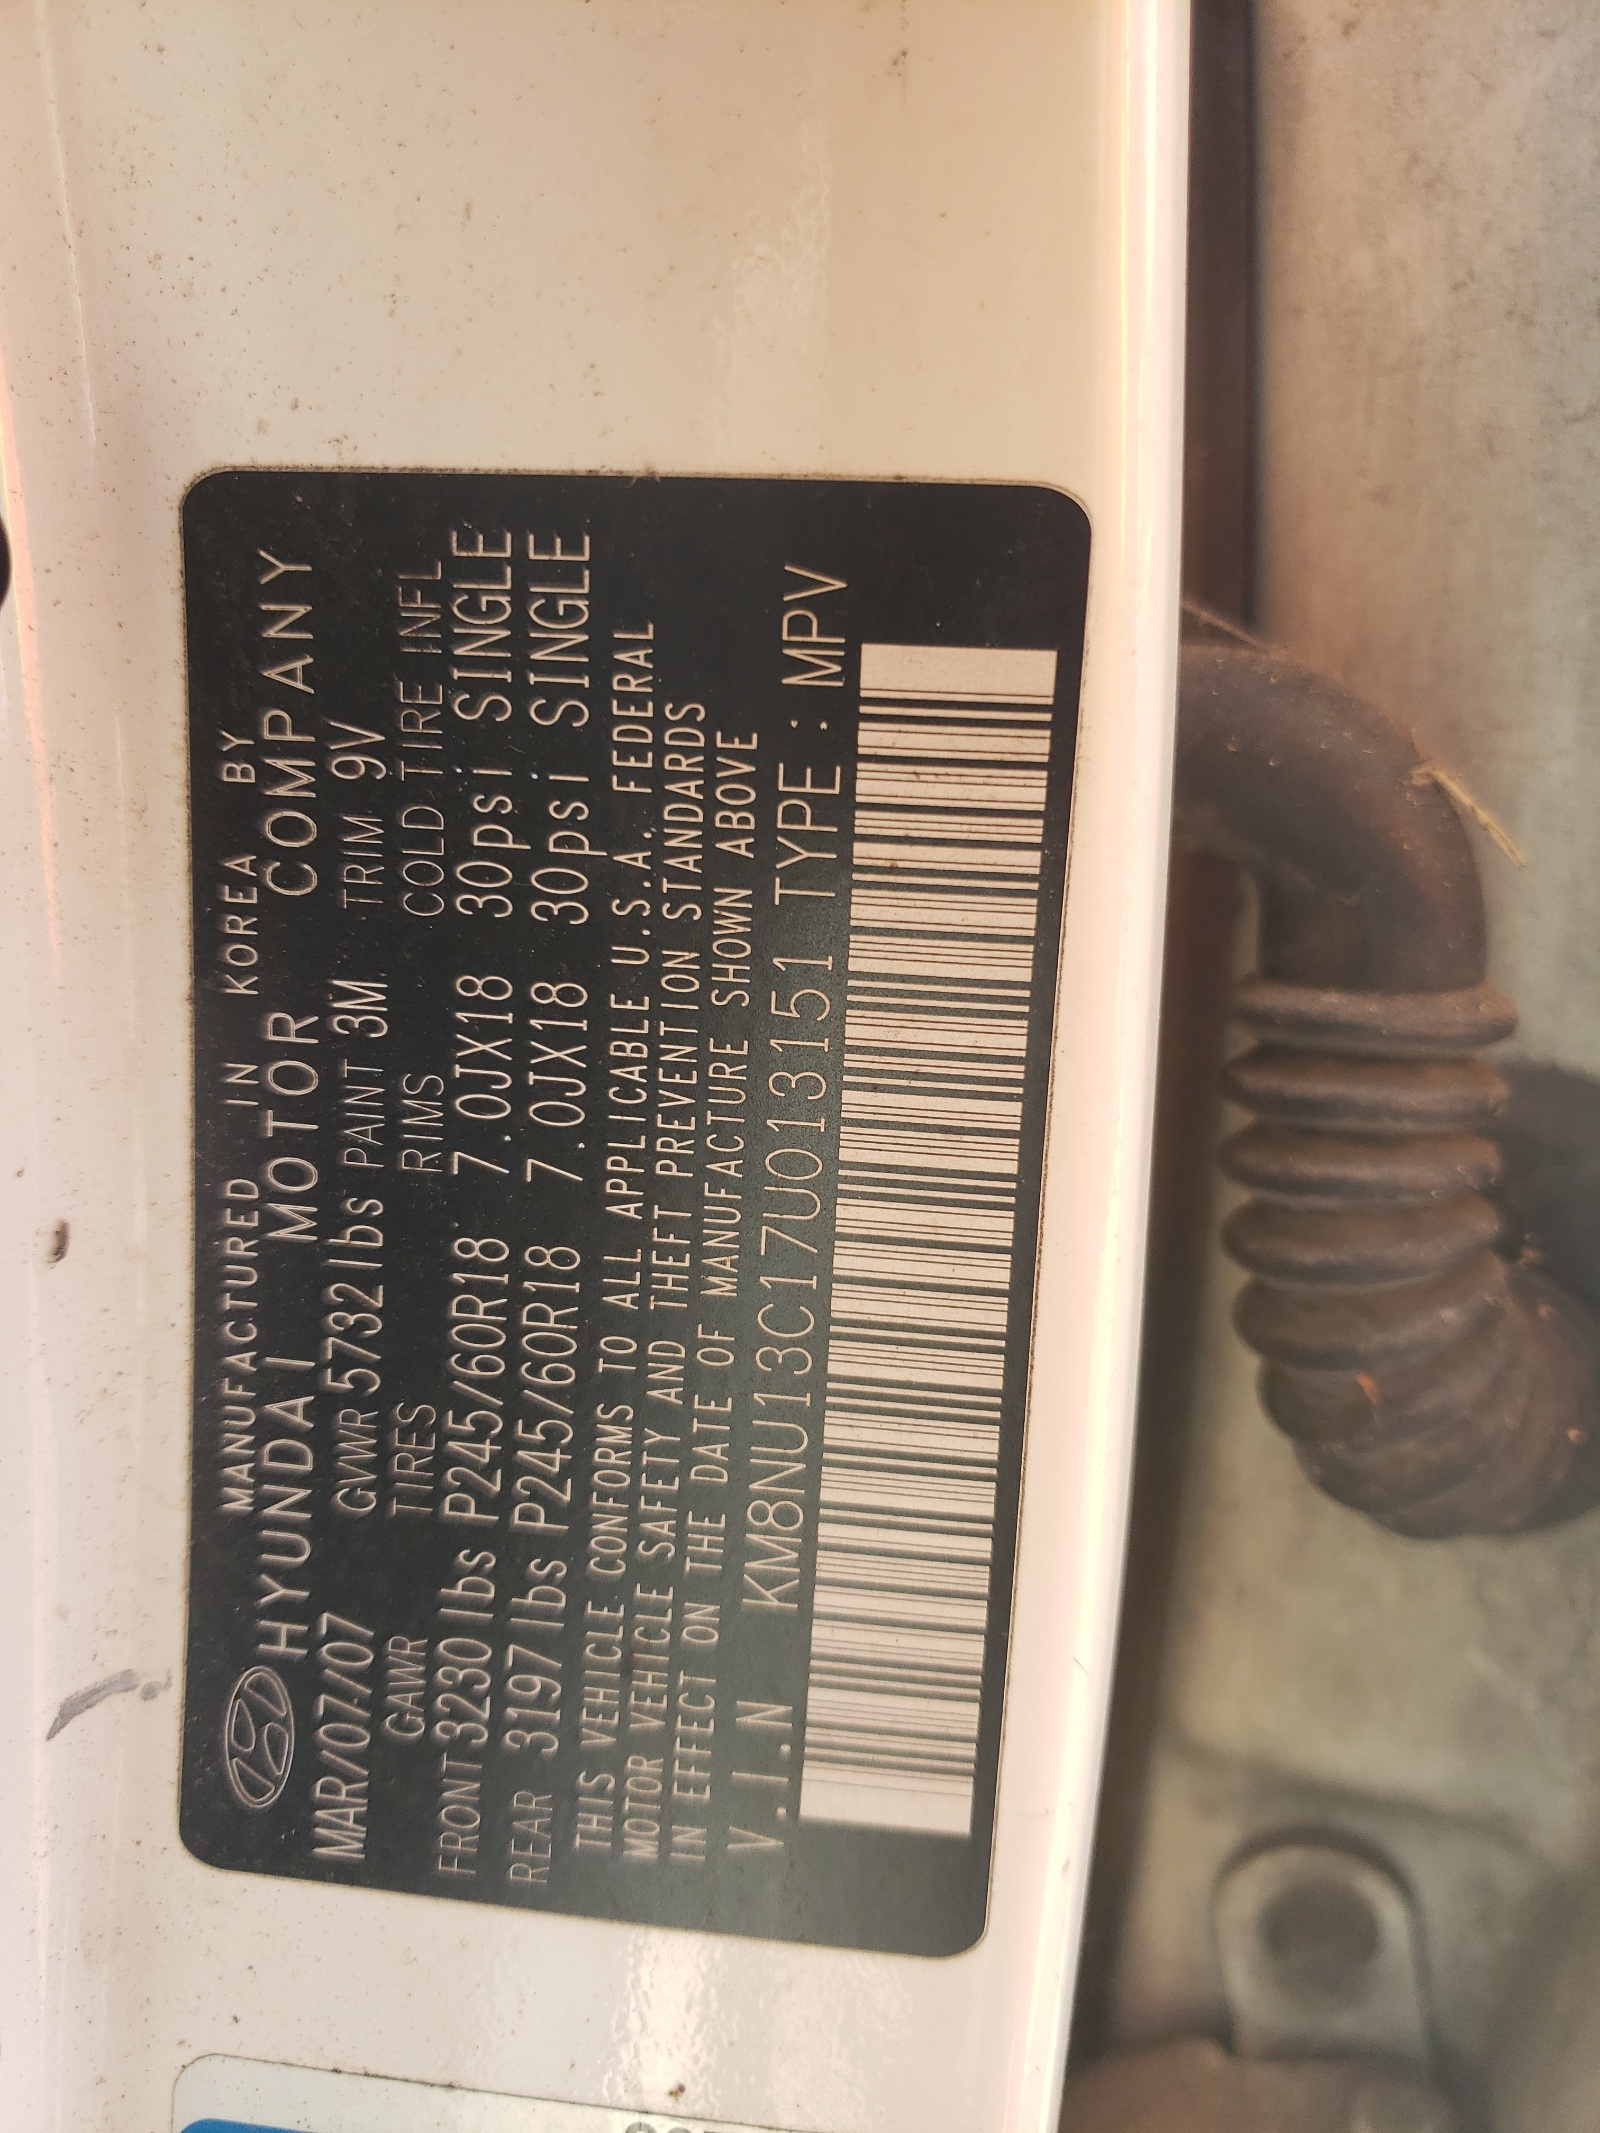 MANUFACTURED IN KOREA BY
HYUNDAI MOTOR COMPANY
MAR/07/07 GVWR 5732lbs PAINT 3M TRIM 9V
GAWR TIRES RIMS COLD TIRE INFL
FRONT 3230lbs P245/60R18 7.0JX18 30psi SINGLE
REAR 3197lbs P245/60R18 7.0JX18 30psi SINGLE
THIS VEHICLE CONFORMS TO ALL APPLICABLE U.S.A. FEDERAL
MOTOR VEHICLE SAFETY AND THEFT PREVENTION STANDARDS
IN EFFECT ON THE DATE OF MANUFACTURE SHOWN ABOVE
V.I.N KM8NU13C17U013151 TYPE : MPV